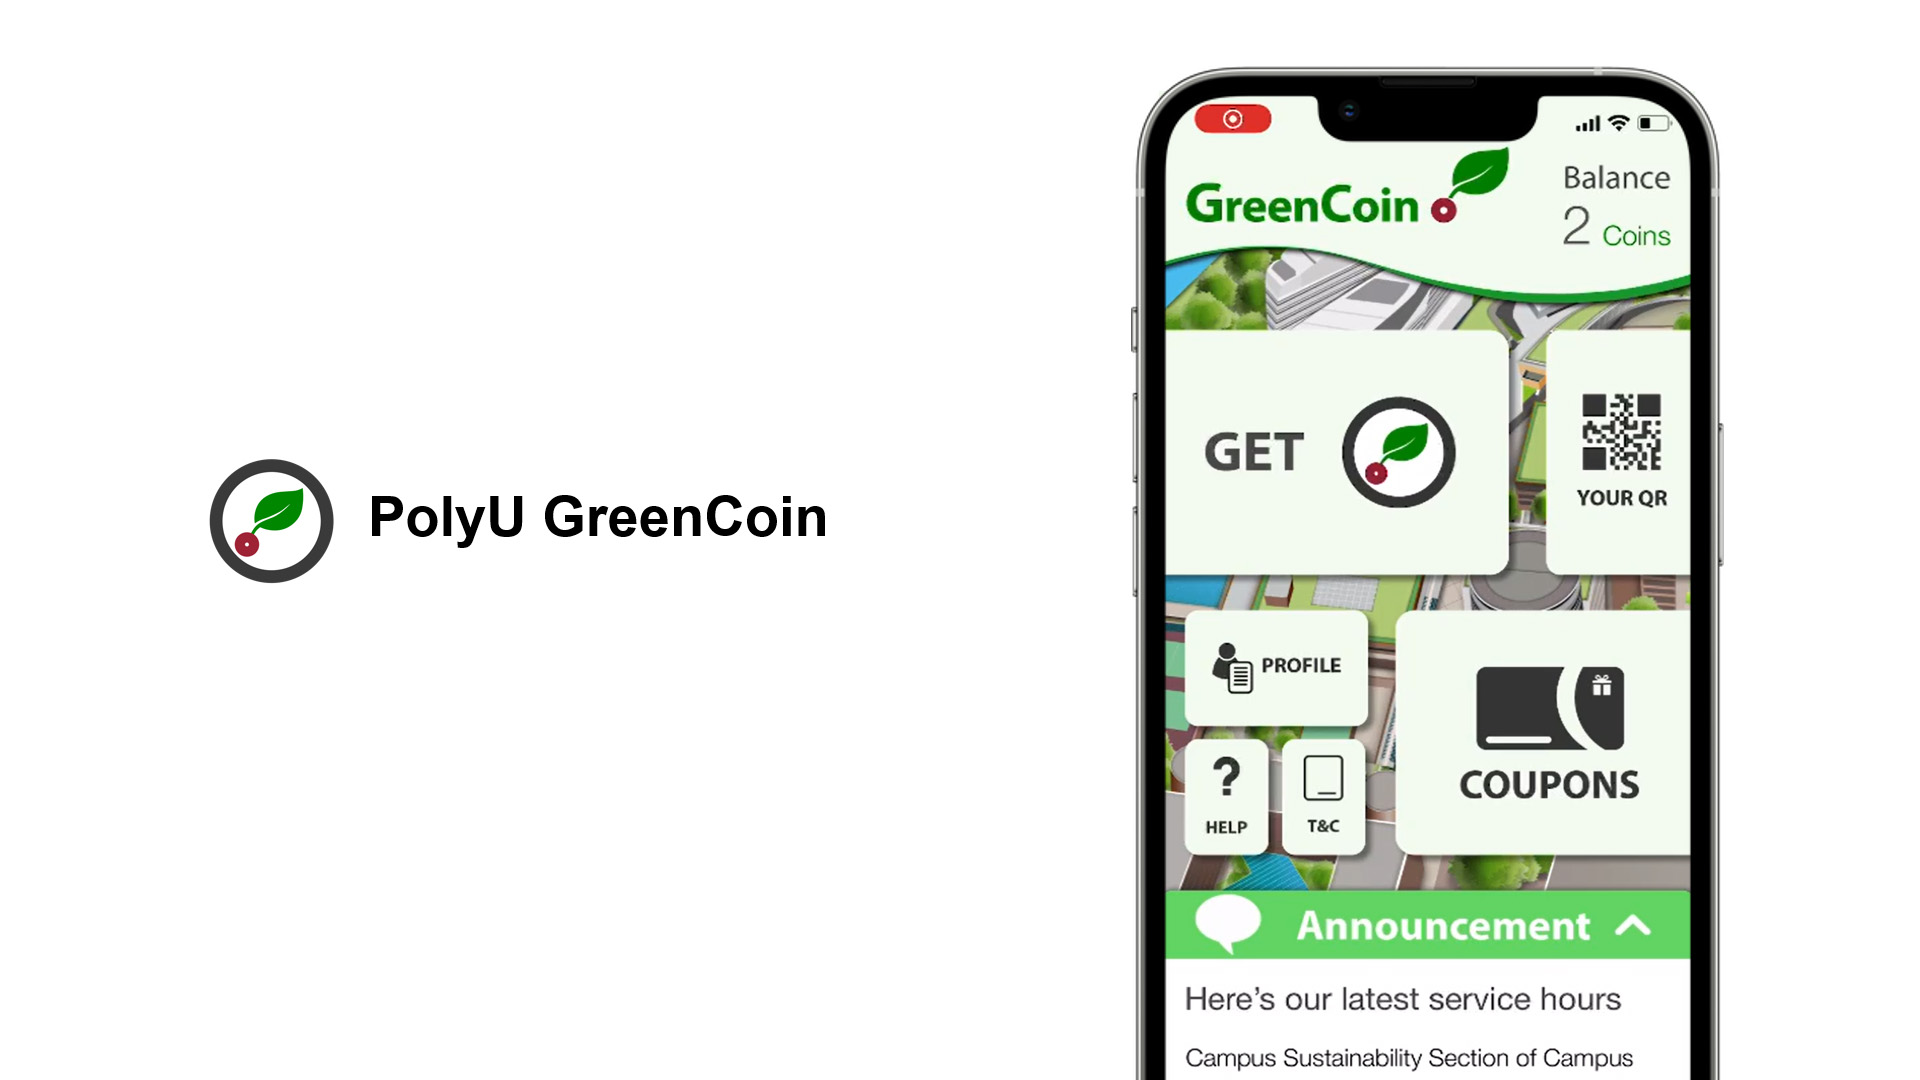 PolyU GreenCoin
GreenCoin
Balance
2 Coins
GET
YOUR QR
PROFILE
HELP
T&C
COUPONS
Announcement
Here’s our latest service hours
Campus Sustainability Section of Campus